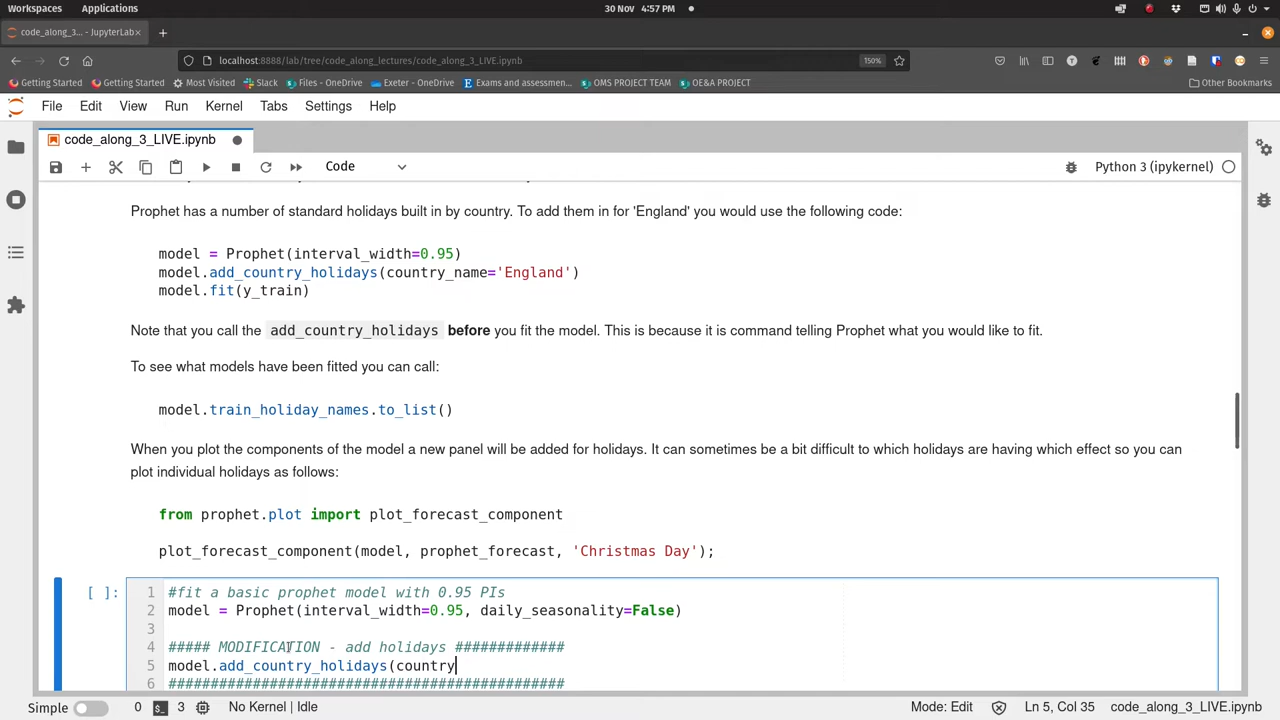 Workspaces Applications 30 Nov 4:57 PM
code_along_3_... - JupyterLab
localhost:8888/lab/tree/code_along_lectures/code_along_3_LIVE.ipynb 150%
Getting Started Getting Started Most Visited Slack Files - OneDrive Exeter - OneDrive Exams and assessmen... OMS PROJECT TEAM OE&A PROJECT Other Bookmarks
File Edit View Run Kernel Tabs Settings Help
code_along_3_LIVE.ipynb
Code Python 3 (ipykernel)
Prophet has a number of standard holidays built in by country. To add them in for 'England' you would use the following code:
model = Prophet(interval_width=0.95)
model.add_country_holidays(country_name='England')
model.fit(y_train)
Note that you call the add_country_holidays before you fit the model. This is because it is command telling Prophet what you would like to fit.
To see what models have been fitted you can call:
model.train_holiday_names.to_list()
When you plot the components of the model a new panel will be added for holidays. It can sometimes be a bit difficult to which holidays are having which effect so you can
plot individual holidays as follows:
from prophet.plot import plot_forecast_component
plot_forecast_component(model, prophet_forecast, 'Christmas Day');
[ ]: 1 #fit a basic prophet model with 0.95 PIs
2 model = Prophet(interval_width=0.95, daily_seasonality=False)
3
4 ##### MODIFICATION - add holidays #############
5 model.add_country_holidays(country
6 ###############################################
Simple 0 3 No Kernel | Idle Mode: Edit Ln 5, Col 35 code_along_3_LIVE.ipynb